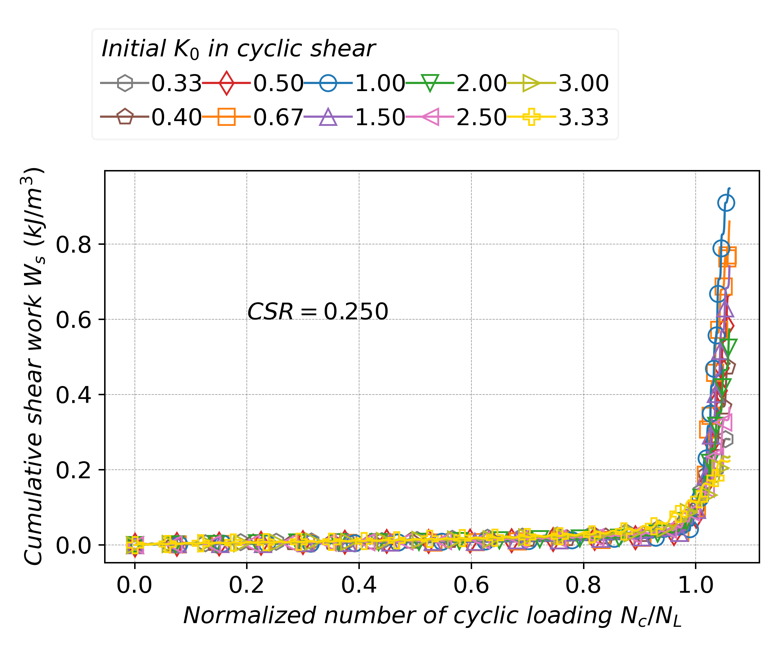 Initial K₀ in cyclic shear
0.33 0.50 1.00 2.00 3.00
0.40 0.67 1.50 2.50 3.33
Cumulative shear work Wₛ (kJ/m³)
0.8
0.6
0.4
0.2
0.0
CSR = 0.250
0.0 0.2 0.4 0.6 0.8 1.0
Normalized number of cyclic loading N_c/N_L